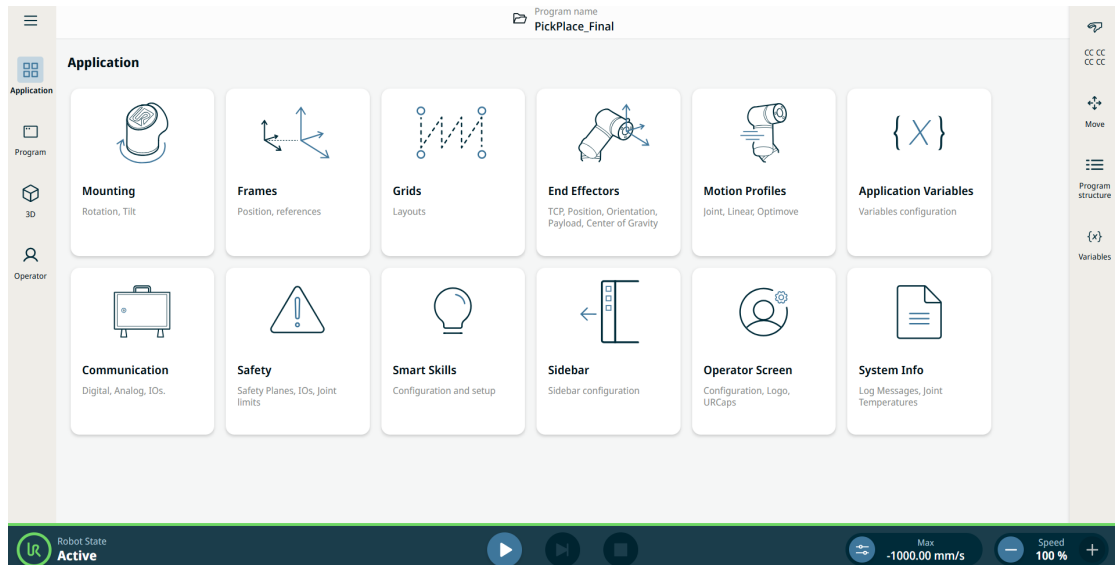 Program name
PickPlace_Final
Application
Application
Program
3D
Operator
Mounting
Rotation, Tilt
Frames
Position, references
Grids
Layouts
End Effectors
TCP, Position, Orientation,
Payload, Center of Gravity
Motion Profiles
Joint, Linear, Optimove
{X}
Application Variables
Variables configuration
Communication
Digital, Analog, IOs.
Safety
Safety Planes, IOs, Joint
limits
Smart Skills
Configuration and setup
Sidebar
Sidebar configuration
Operator Screen
Configuration, Logo,
URCaps
System Info
Log Messages, Joint
Temperatures
CC CC
CC CC
Move
Program
structure
{x}
Variables
UR
Robot State
Active
Max
-1000.00 mm/s
Speed
100 %